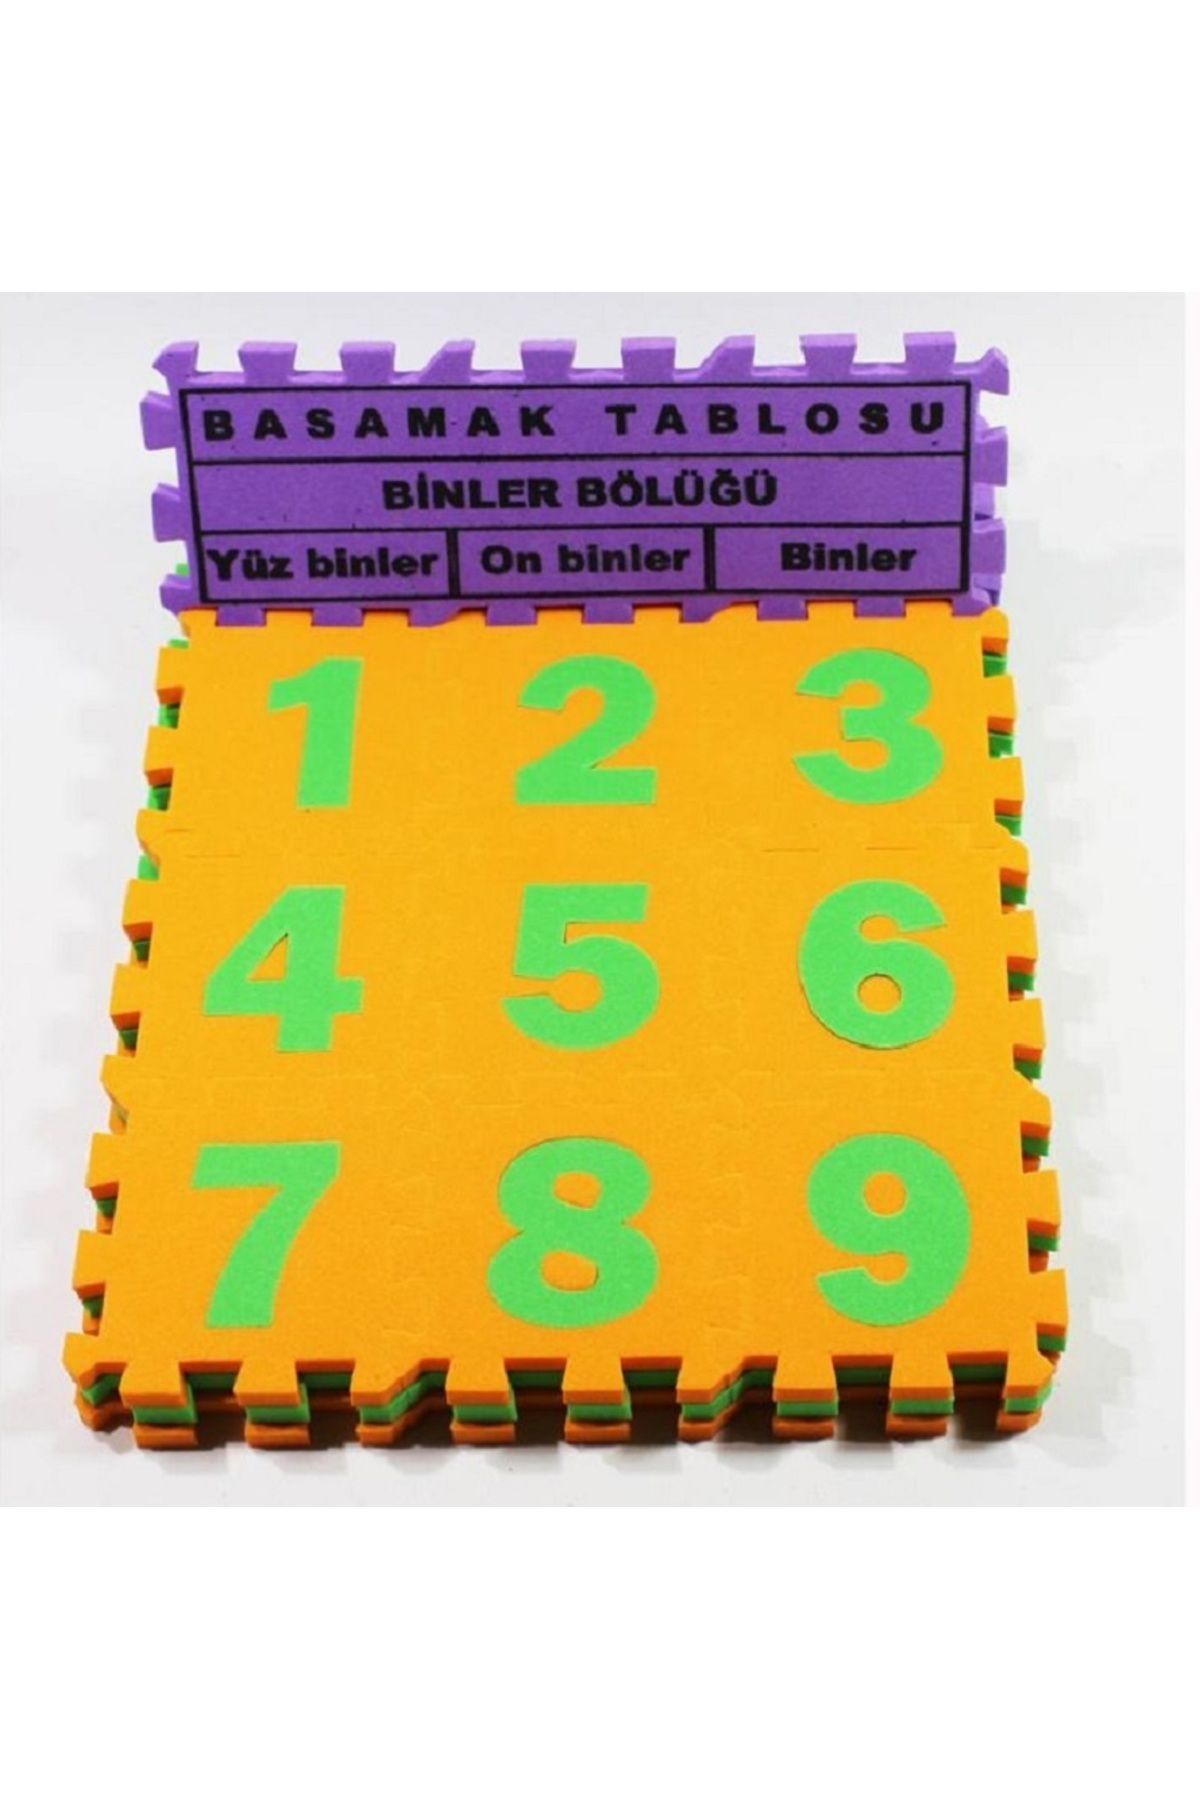 BASAMAK TABLOSU
BİNLER BÖLÜĞÜ
Yüz binler On binler Binler
1 2 3
4 5 6
7 8 9